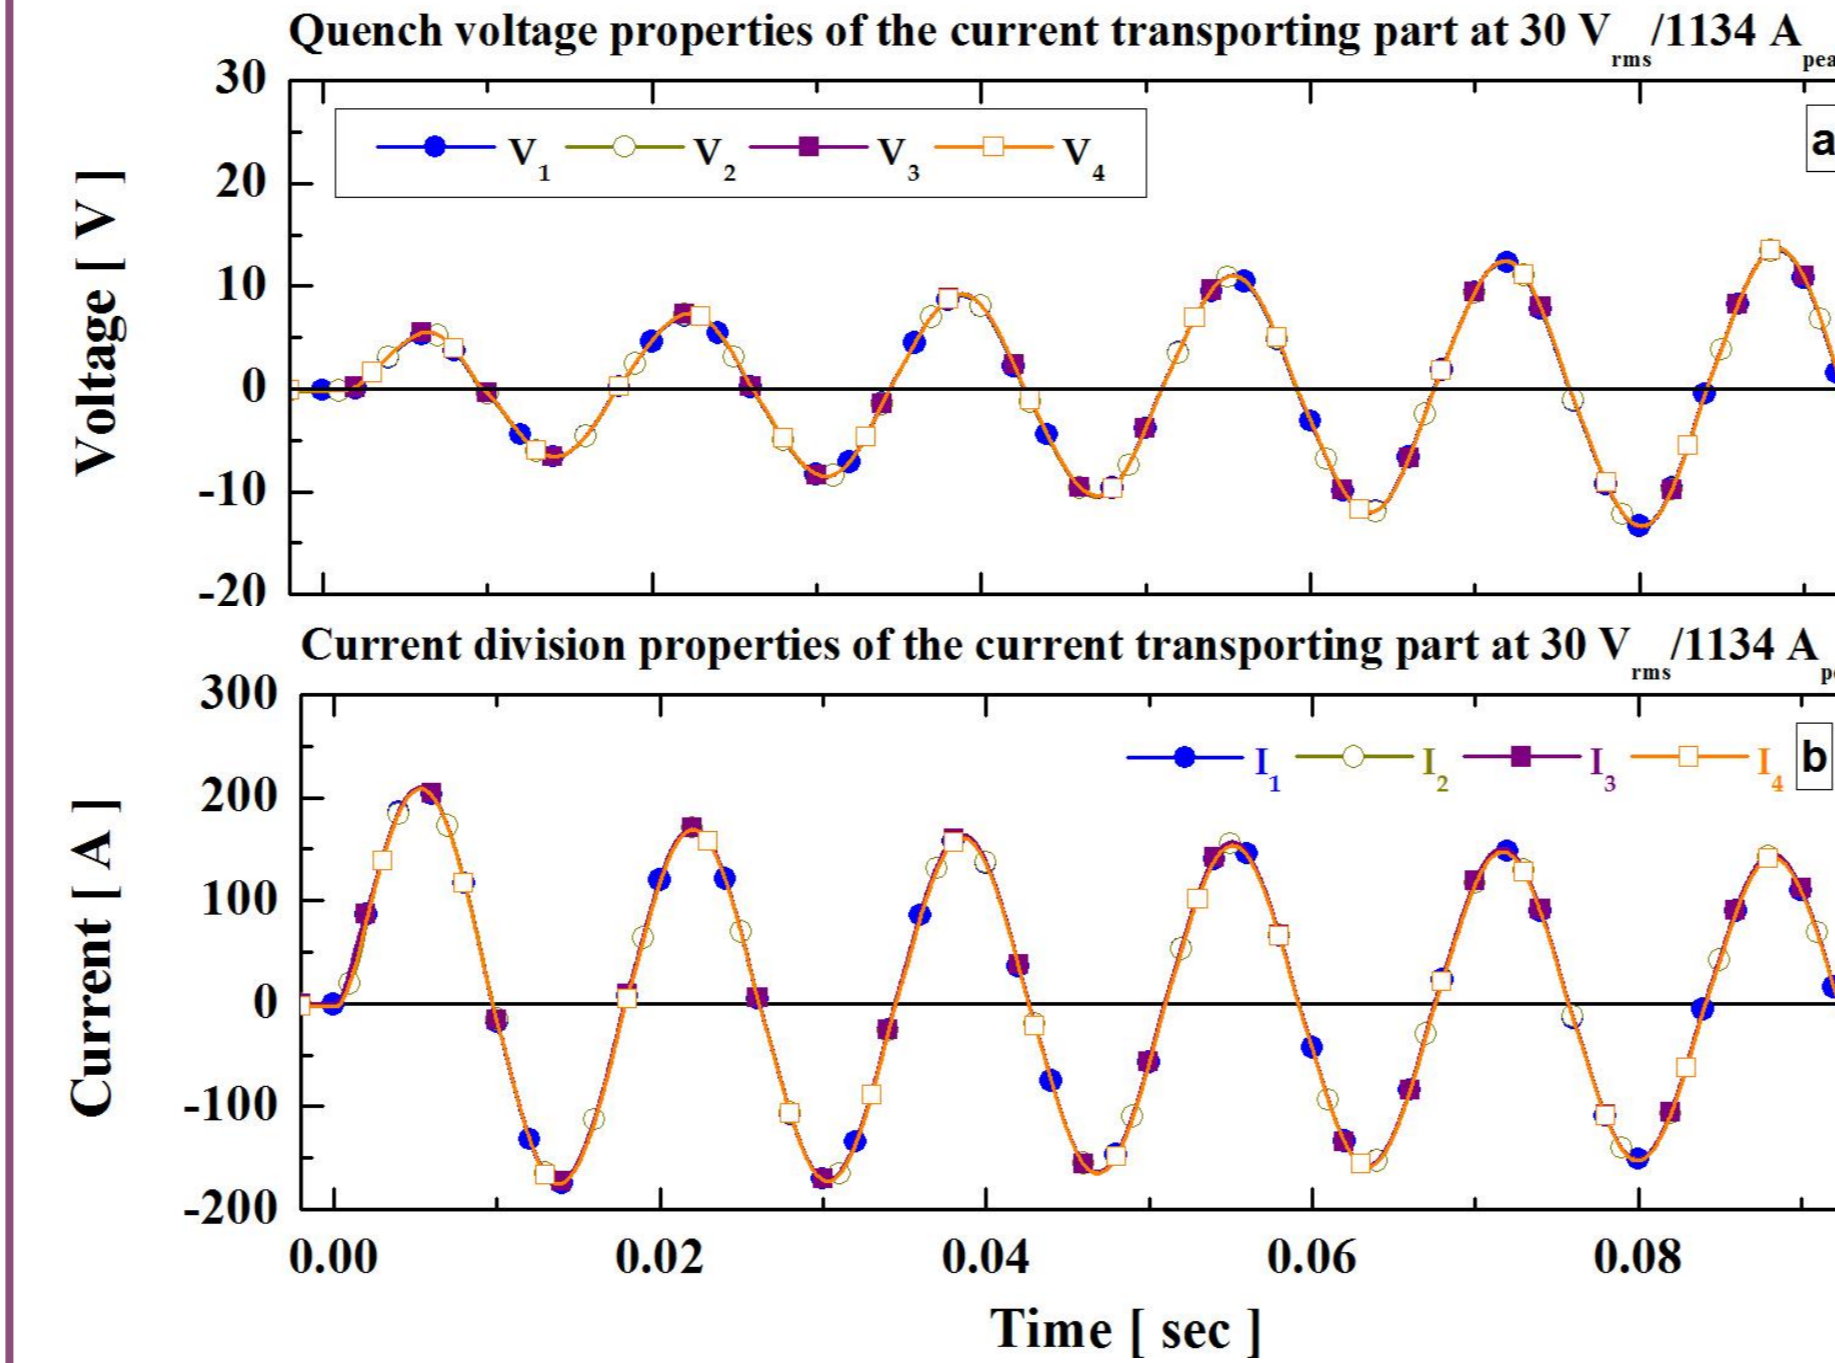 Quench voltage properties of the current transporting part at 30 Vrms/1134 Apea
30
20
10
0
-10
-20
Voltage [ V ]
V1 V2 V3 V4
a
Current division properties of the current transporting part at 30 Vrms/1134 Ape
300
200
100
0
-100
-200
Current [ A ]
I1 I2 I3 I4
b
0.00 0.02 0.04 0.06 0.08
Time [ sec ]